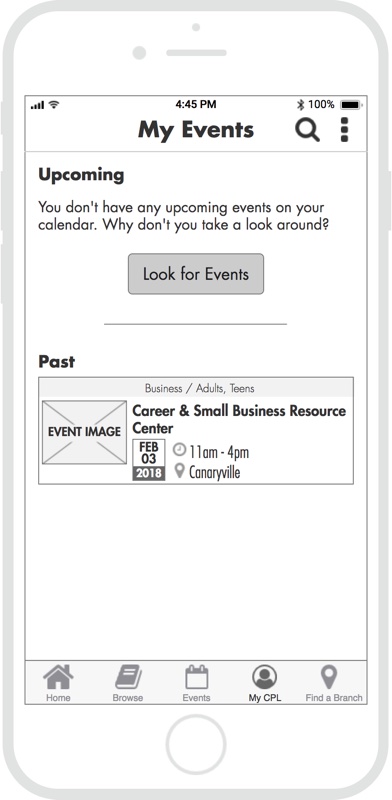 4:45 PM
100%
My Events
Upcoming
You don't have any upcoming events on your
calendar. Why don't you take a look around?
Look for Events
Past
Business / Adults, Teens
EVENT IMAGE
Career & Small Business Resource
Center
FEB
03
2018
11am - 4pm
Canaryville
Home
Browse
Events
My CPL
Find a Branch